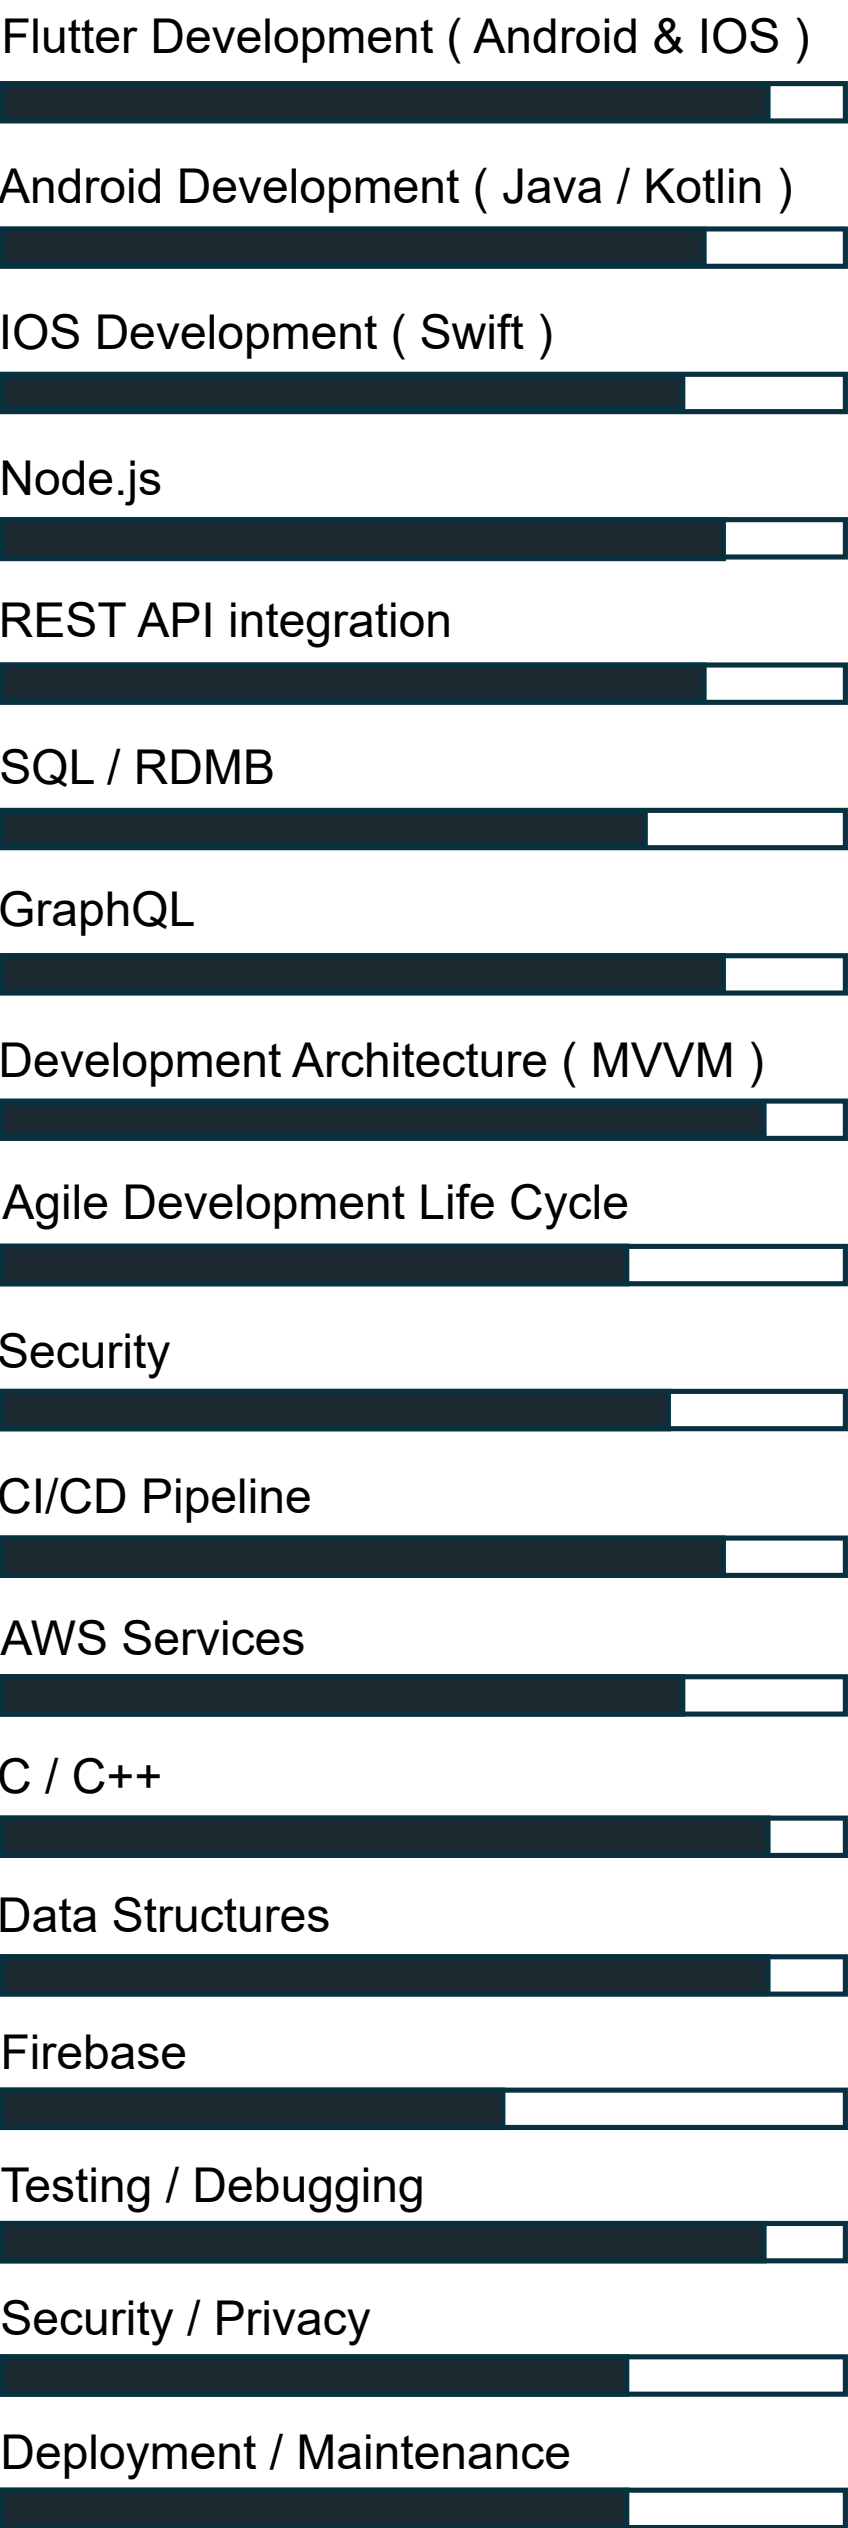 Flutter Development ( Android & IOS )
Android Development ( Java / Kotlin )
IOS Development ( Swift )
Node.js
REST API integration
SQL / RDMB
GraphQL
Development Architecture ( MVVM )
Agile Development Life Cycle
Security
CI/CD Pipeline
AWS Services
C / C++
Data Structures
Firebase
Testing / Debugging
Security / Privacy
Deployment / Maintenance